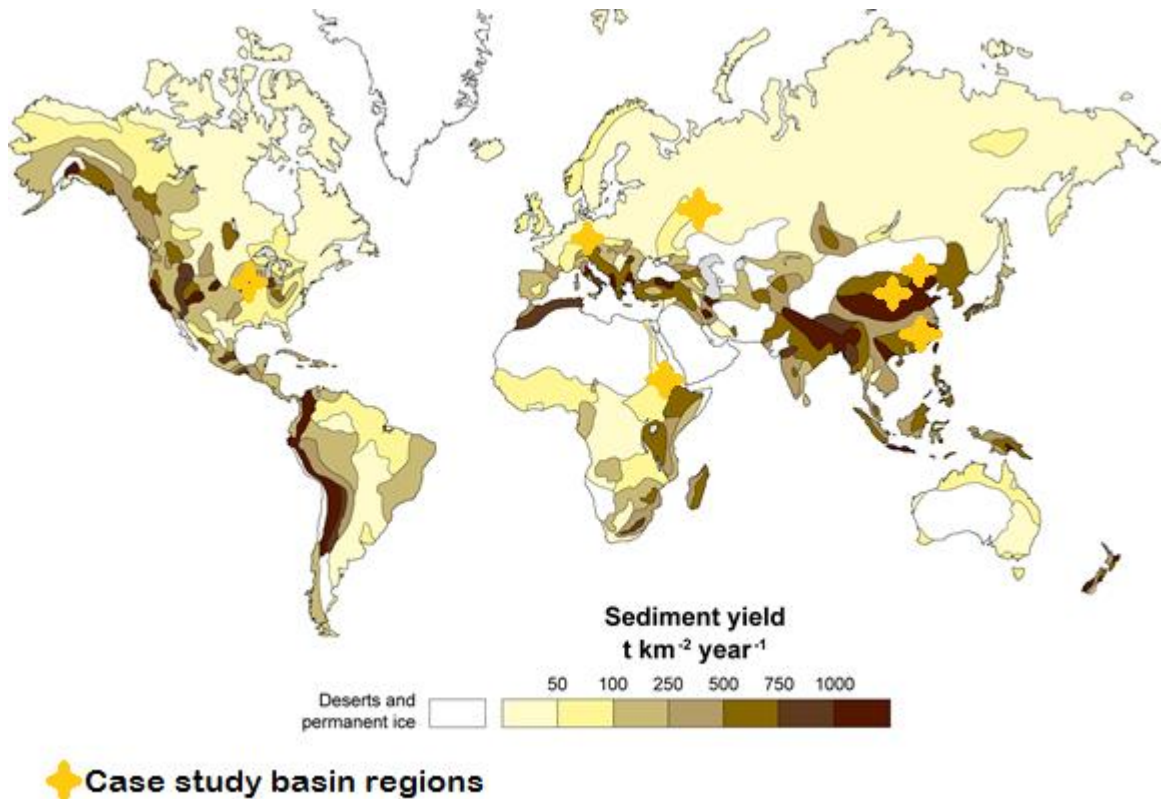 Sediment yield
t km⁻² year⁻¹
50 100 250 500 750 1000
Deserts and
permanent ice
Case study basin regions